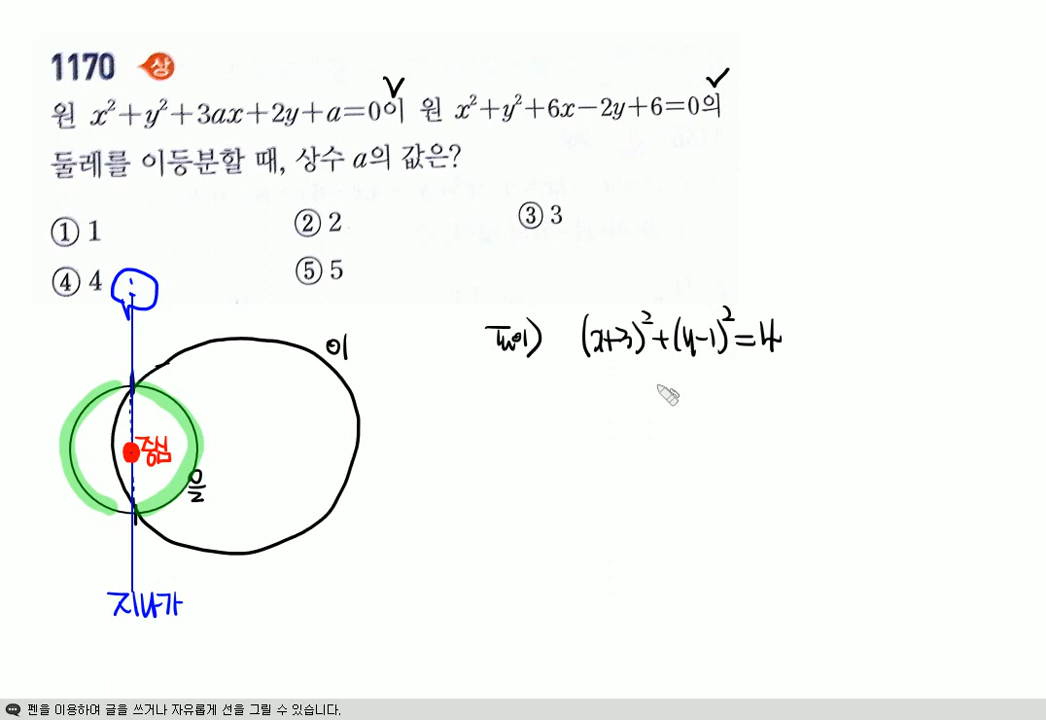 1170 상
원 x²+y²+3ax+2y+a=0이 원 x²+y²+6x-2y+6=0의
둘레를 이등분할 때, 상수 a의 값은?
① 1 ② 2 ③ 3
④ 4 ⑤ 5
(x+3)²+(y-1)²=4
이
중심
을
지나가
펜을 이용하여 글을 쓰거나 자유롭게 선을 그릴 수 있습니다.